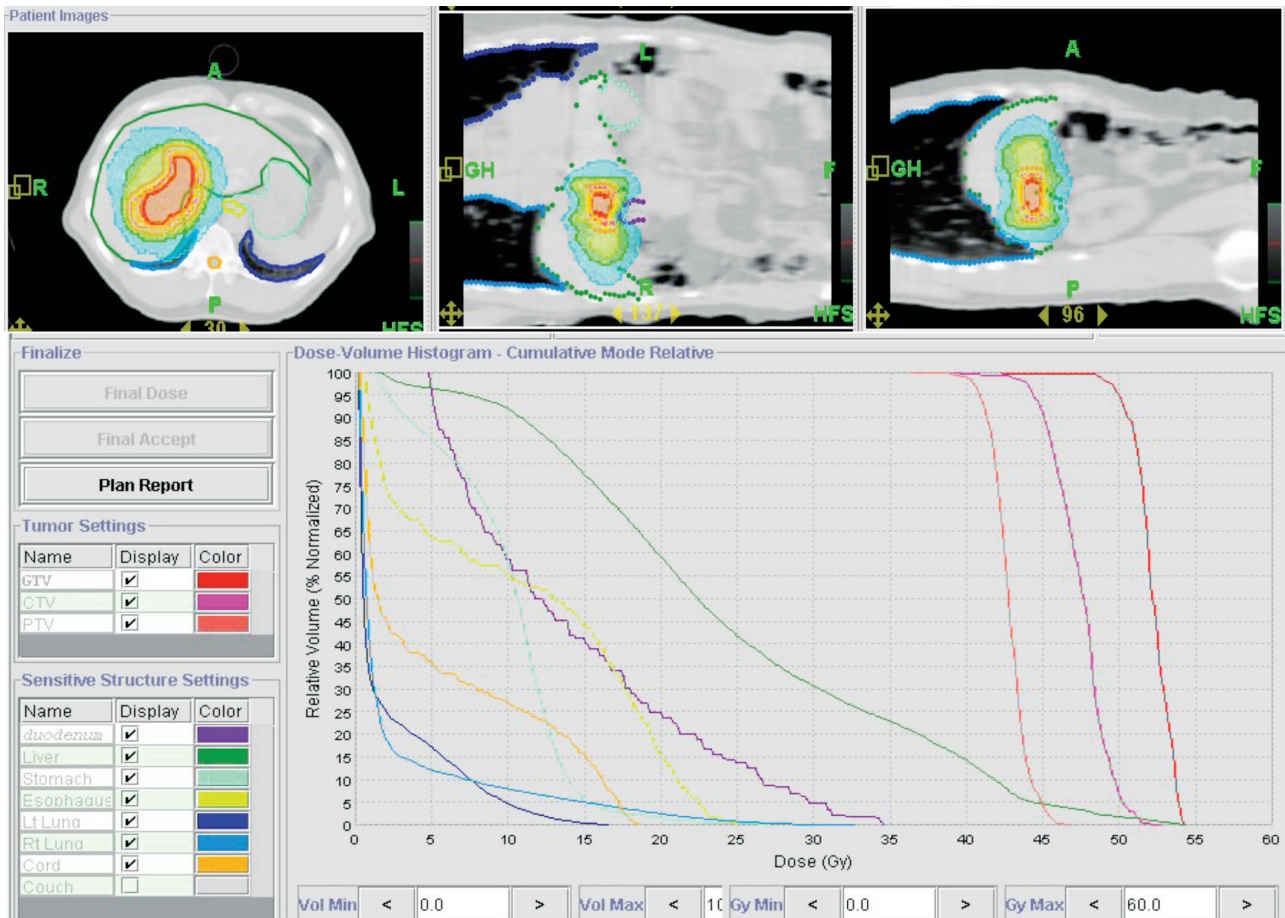 Patient Images
A
R
L
P
30
HFS
L
GH
F
R
137
HFS
A
GH
F
P
96
HFS
Finalize
Final Dose
Final Accept
Plan Report
Tumor Settings
Name Display Color
GTV
CTV
PTV
Sensitive Structure Settings
Name Display Color
duodenum
Liver
Stomach
Esophagus
Lt Lung
Rt Lung
Cord
Couch
Dose-Volume Histogram - Cumulative Mode Relative
Relative Volume (% Normalized)
100
95
90
85
80
75
70
65
60
55
50
45
40
35
30
25
20
15
10
5
0
0 5 10 15 20 25 30 35 40 45 50 55 60
Dose (Gy)
Vol Min < 0.0 > Vol Max < 10 Gy Min < 0.0 > Gy Max < 60.0 >